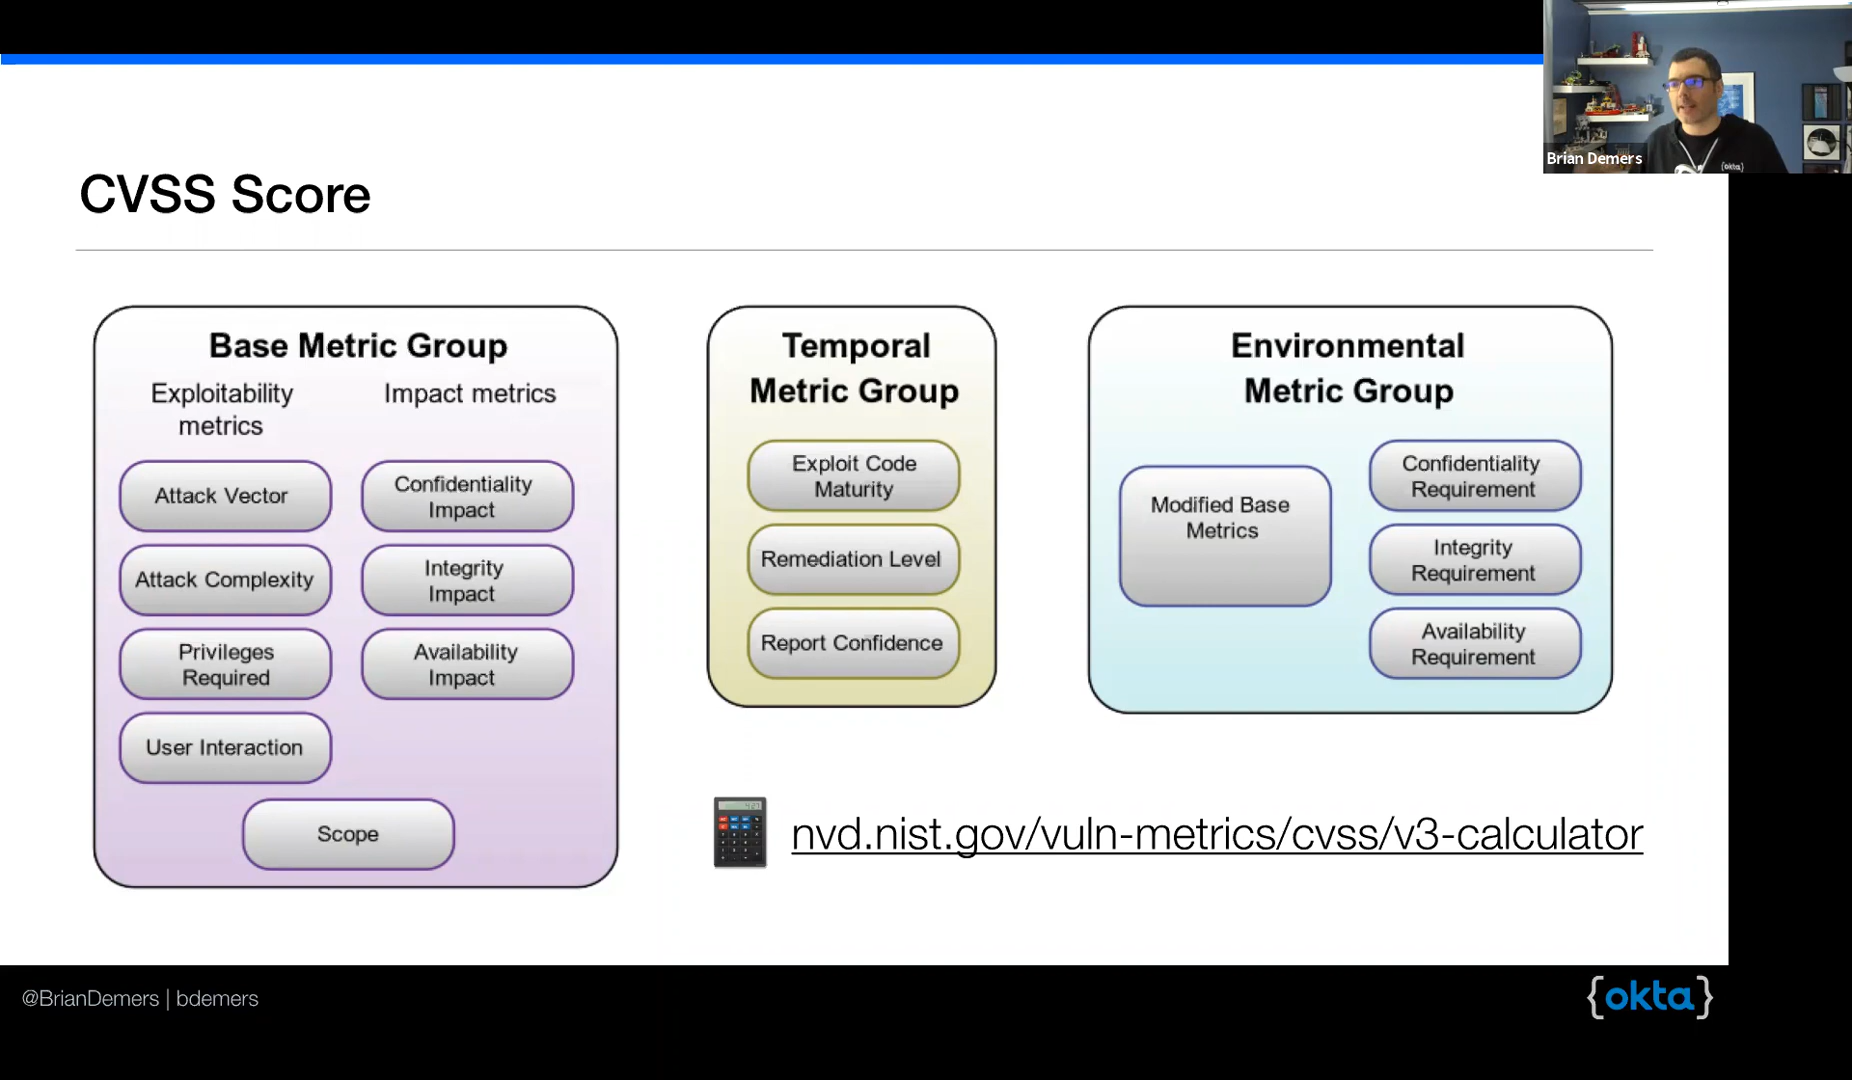 Brian Demers
{okta}
CVSS Score
Base Metric Group
Exploitability
metrics
Impact metrics
Attack Vector
Attack Complexity
Privileges
Required
User Interaction
Confidentiality
Impact
Integrity
Impact
Availability
Impact
Scope
Temporal
Metric Group
Exploit Code
Maturity
Remediation Level
Report Confidence
Environmental
Metric Group
Modified Base
Metrics
Confidentiality
Requirement
Integrity
Requirement
Availability
Requirement
nvd.nist.gov/vuln-metrics/cvss/v3-calculator
@BrianDemers | bdemers
{okta}